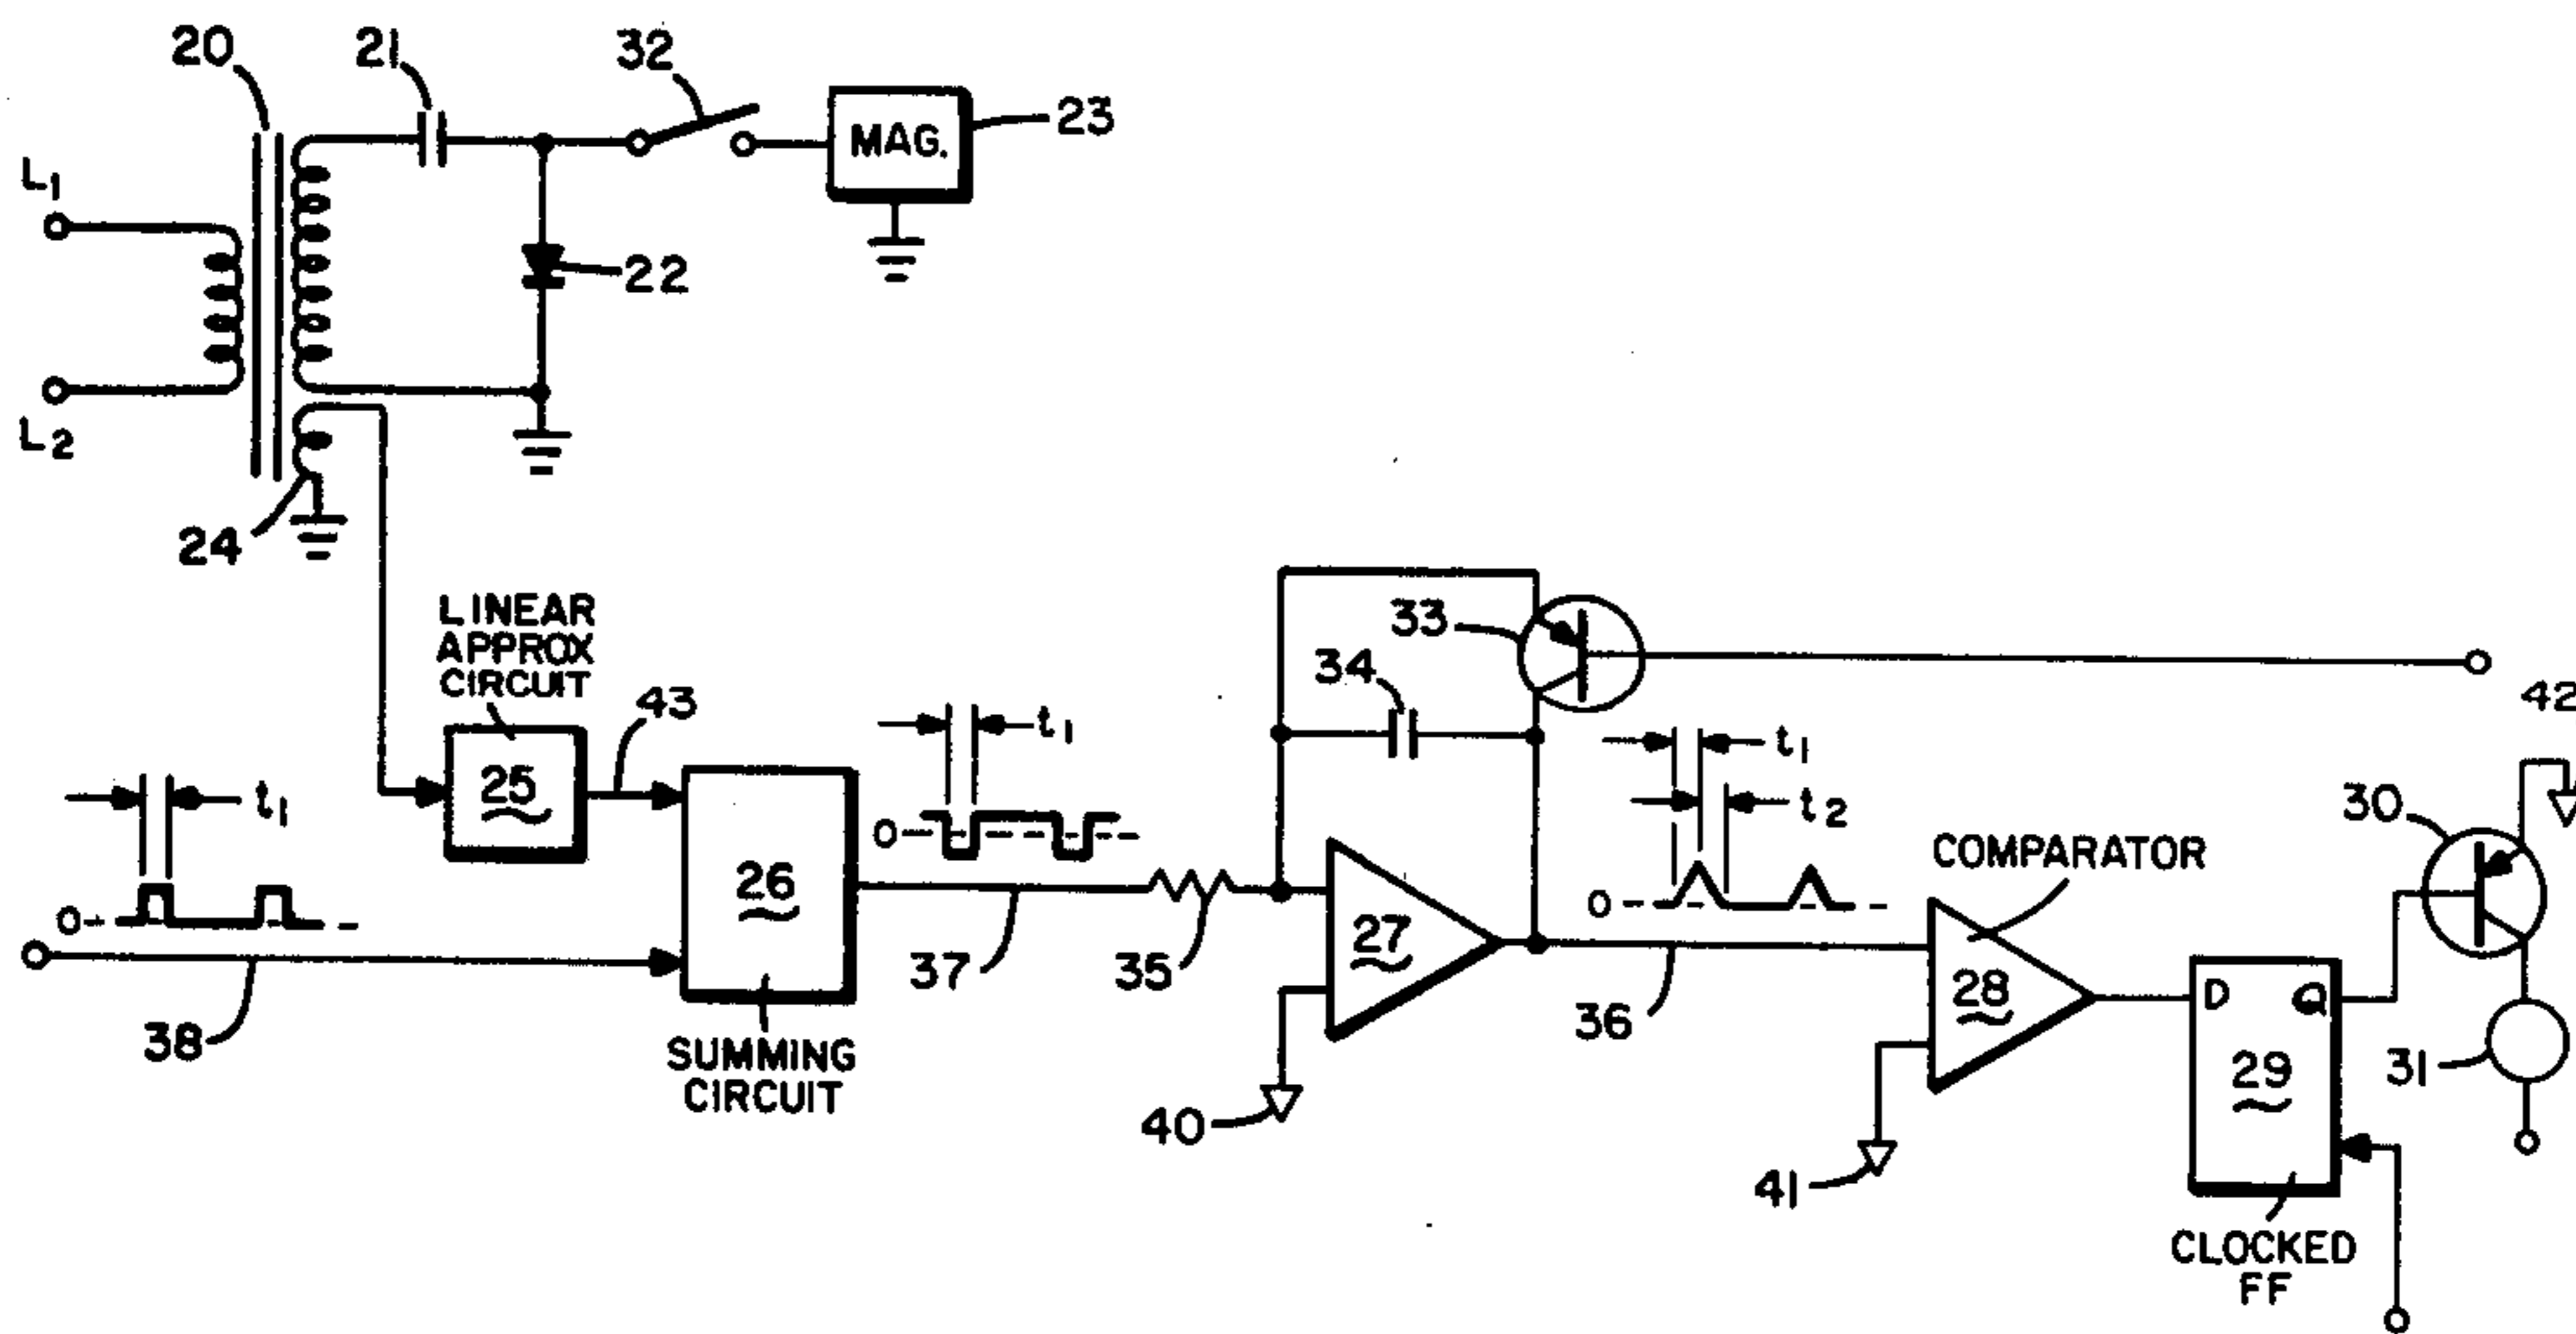 20
21
32
MAG.
23
L1
22
L2
24
LINEAR
APPROX
CIRCUIT
43
25
t1
0
38
26
SUMMING
CIRCUIT
t1
0
37
35
33
34
27
40
t1
t2
0
36
COMPARATOR
28
41
42
30
D Q
29
31
CLOCKED
FF